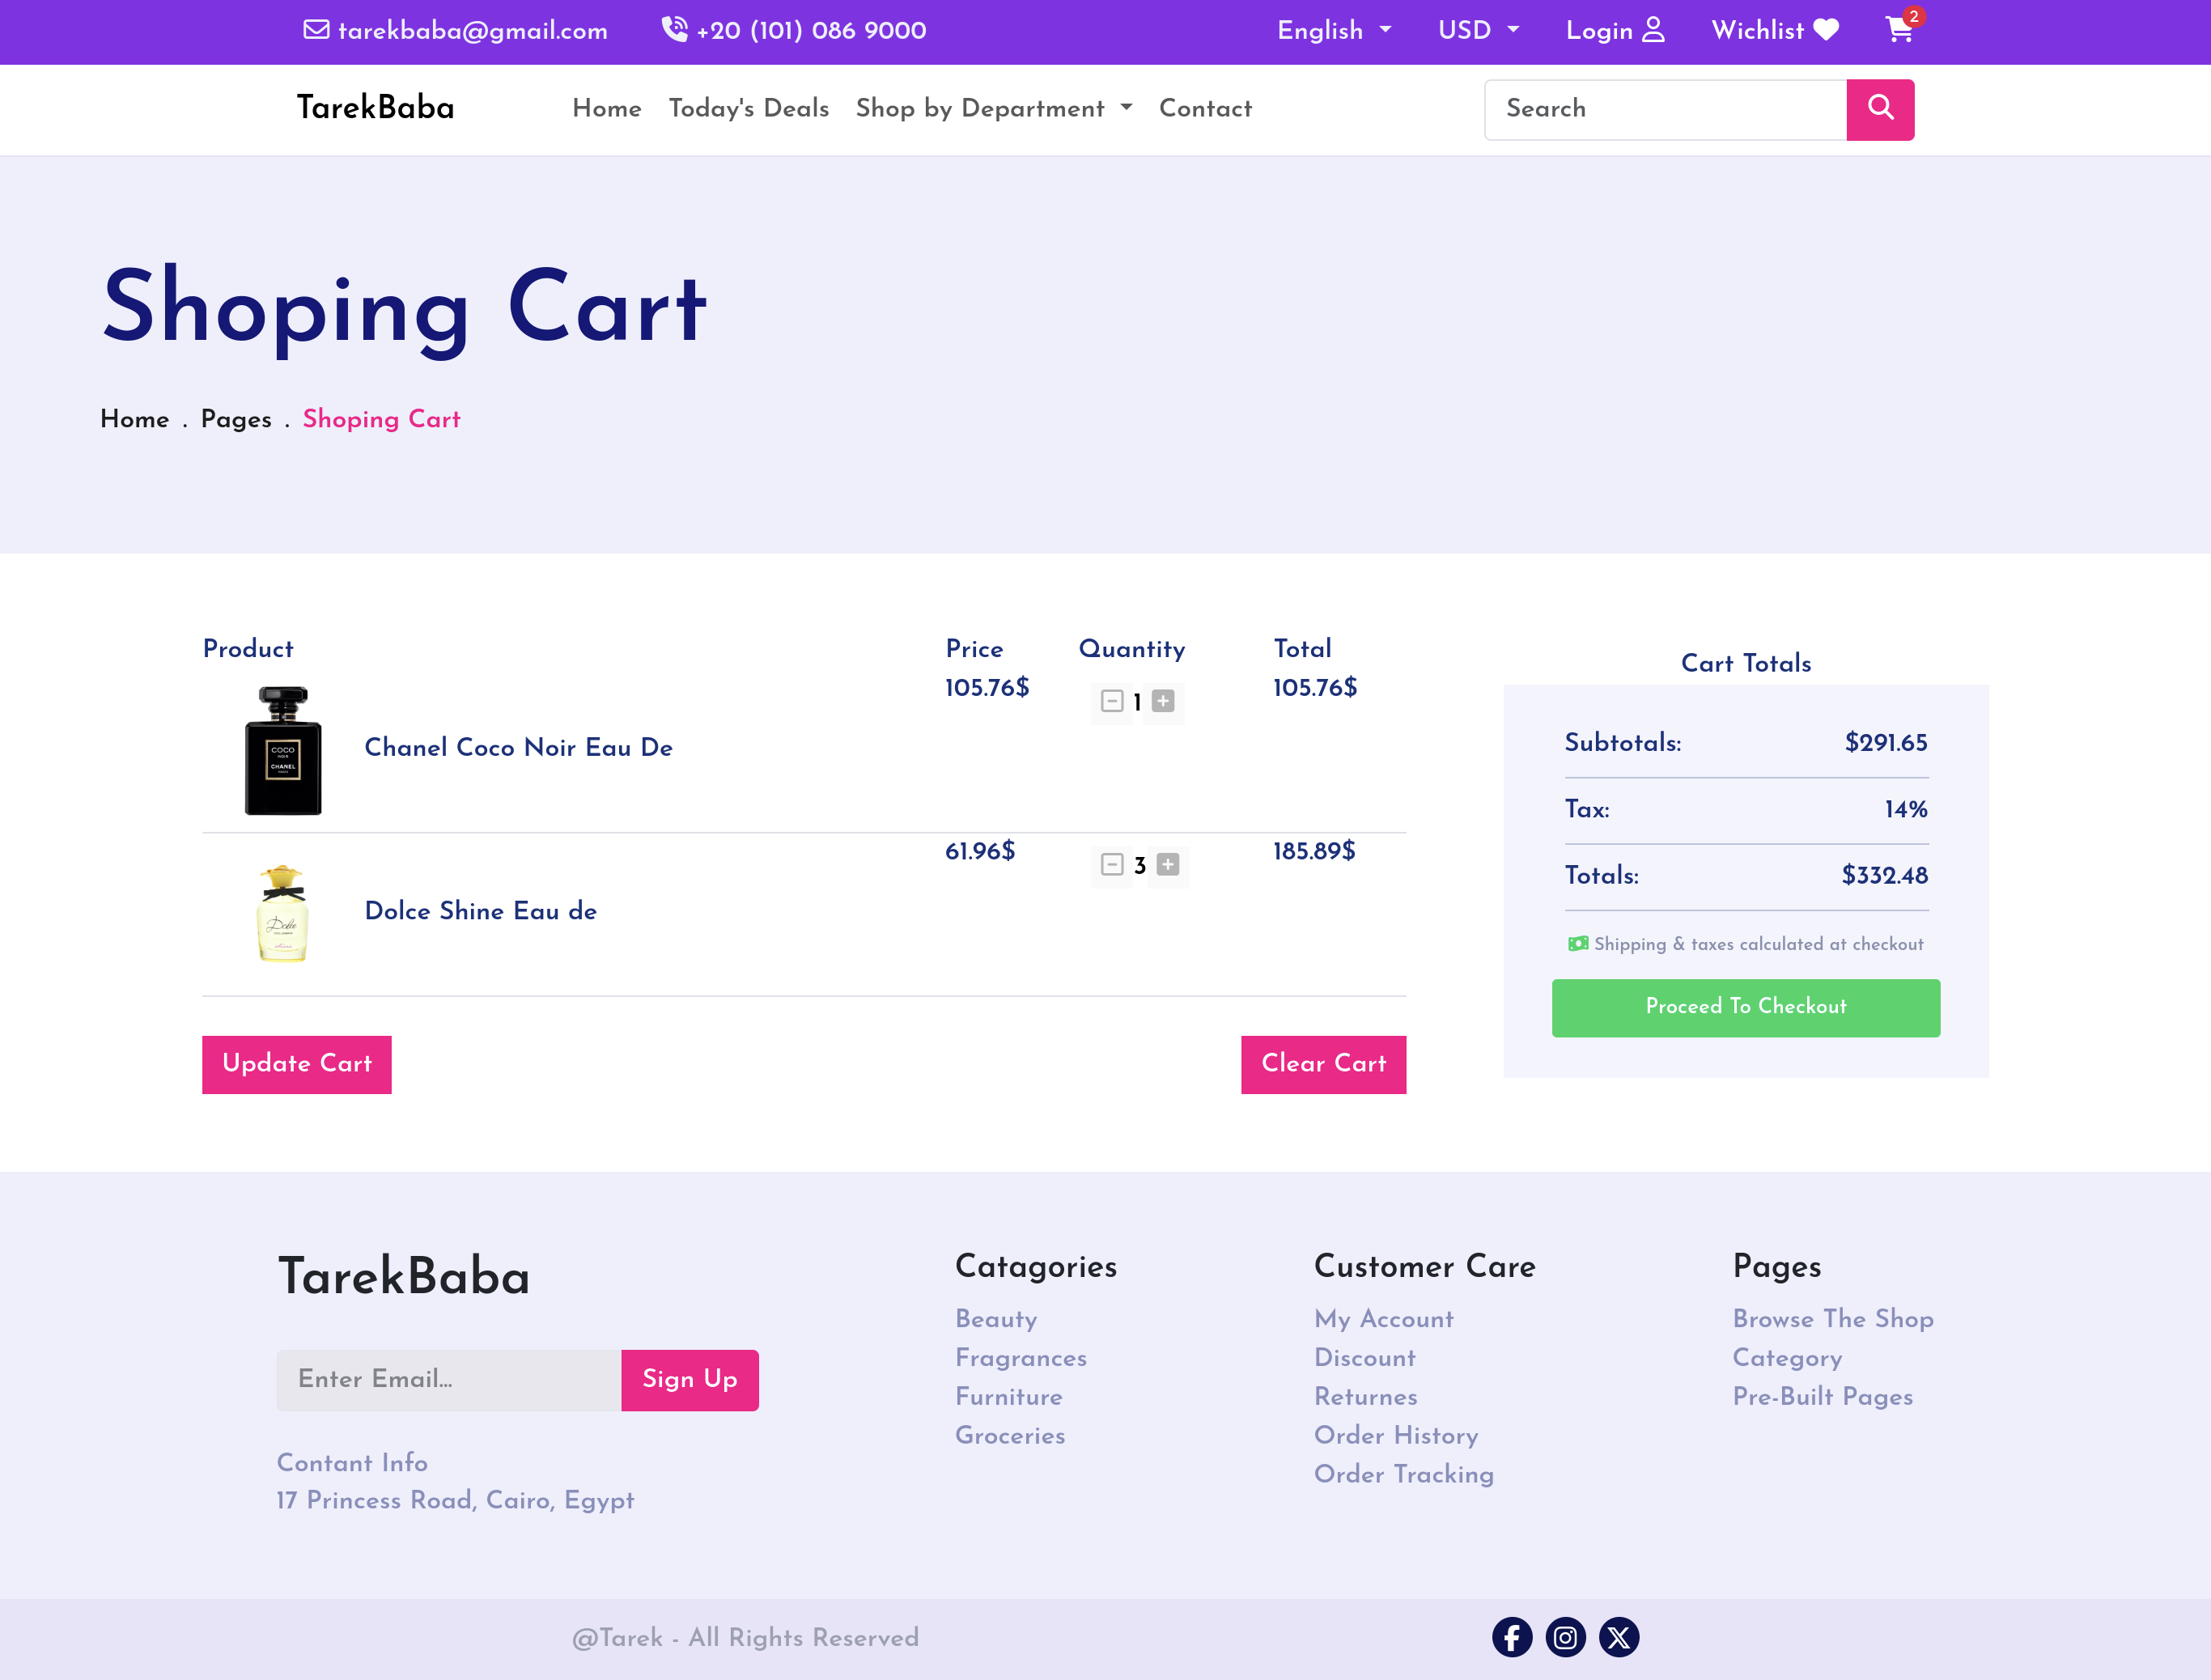 tarekbaba@gmail.com +20 (101) 086 9000 English USD Login Wichlist 2
TarekBaba Home Today's Deals Shop by Department Contact Search
Shoping Cart
Home . Pages . Shoping Cart
Product Price Quantity Total
105.76$ 1 105.76$
COCO
NOIR
CHANEL
Chanel Coco Noir Eau De
61.96$ 3 185.89$
Dolce
Dolce Shine Eau de
Update Cart Clear Cart
Cart Totals
Subtotals: $291.65
Tax: 14%
Totals: $332.48
Shipping & taxes calculated at checkout
Proceed To Checkout
TarekBaba
Enter Email... Sign Up
Contant Info
17 Princess Road, Cairo, Egypt
Catagories
Beauty
Fragrances
Furniture
Groceries
Customer Care
My Account
Discount
Returnes
Order History
Order Tracking
Pages
Browse The Shop
Category
Pre-Built Pages
@Tarek - All Rights Reserved